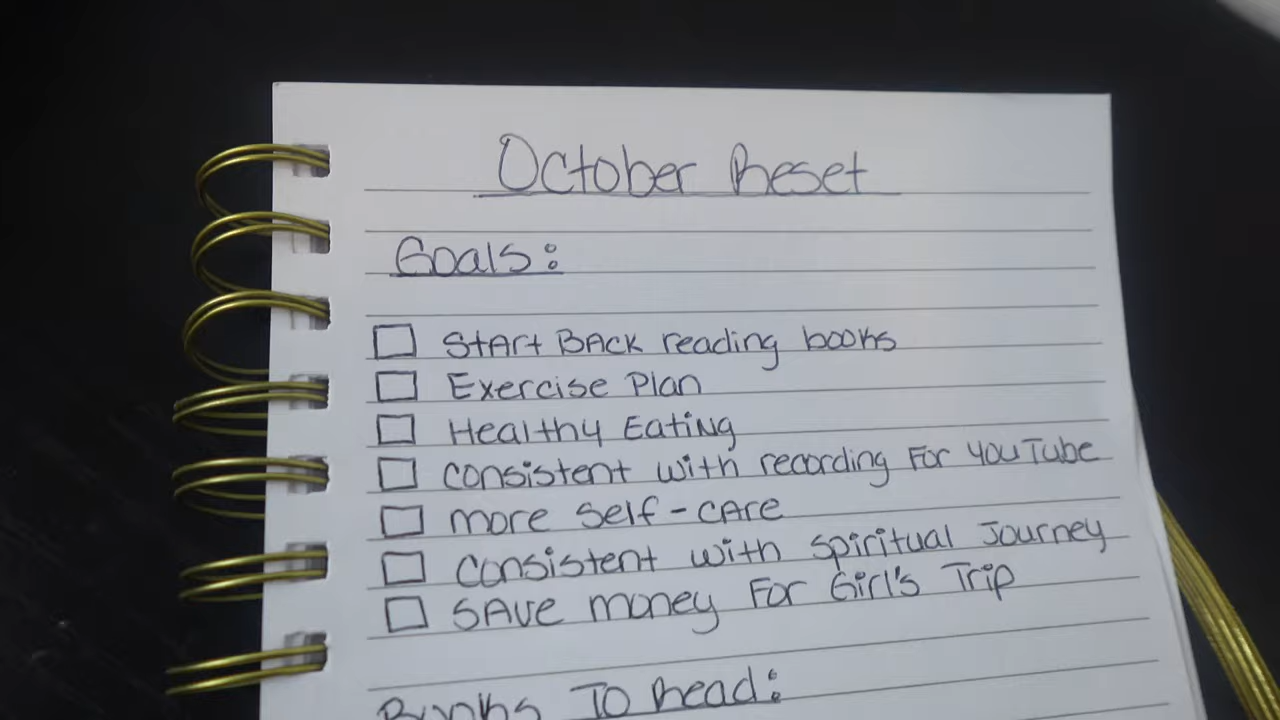 October Reset
Goals:
Start Back reading books
Exercise Plan
Healthy Eating
Consistent with recording For YouTube
more self-care
Consistent with spiritual Journey
Save money For Girl's Trip
Books To Read: